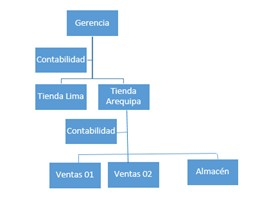 Gerencia
Contabilidad
Tienda Lima
Tienda
Arequipa
Contabilidad
Ventas 01
Ventas 02
Almacén